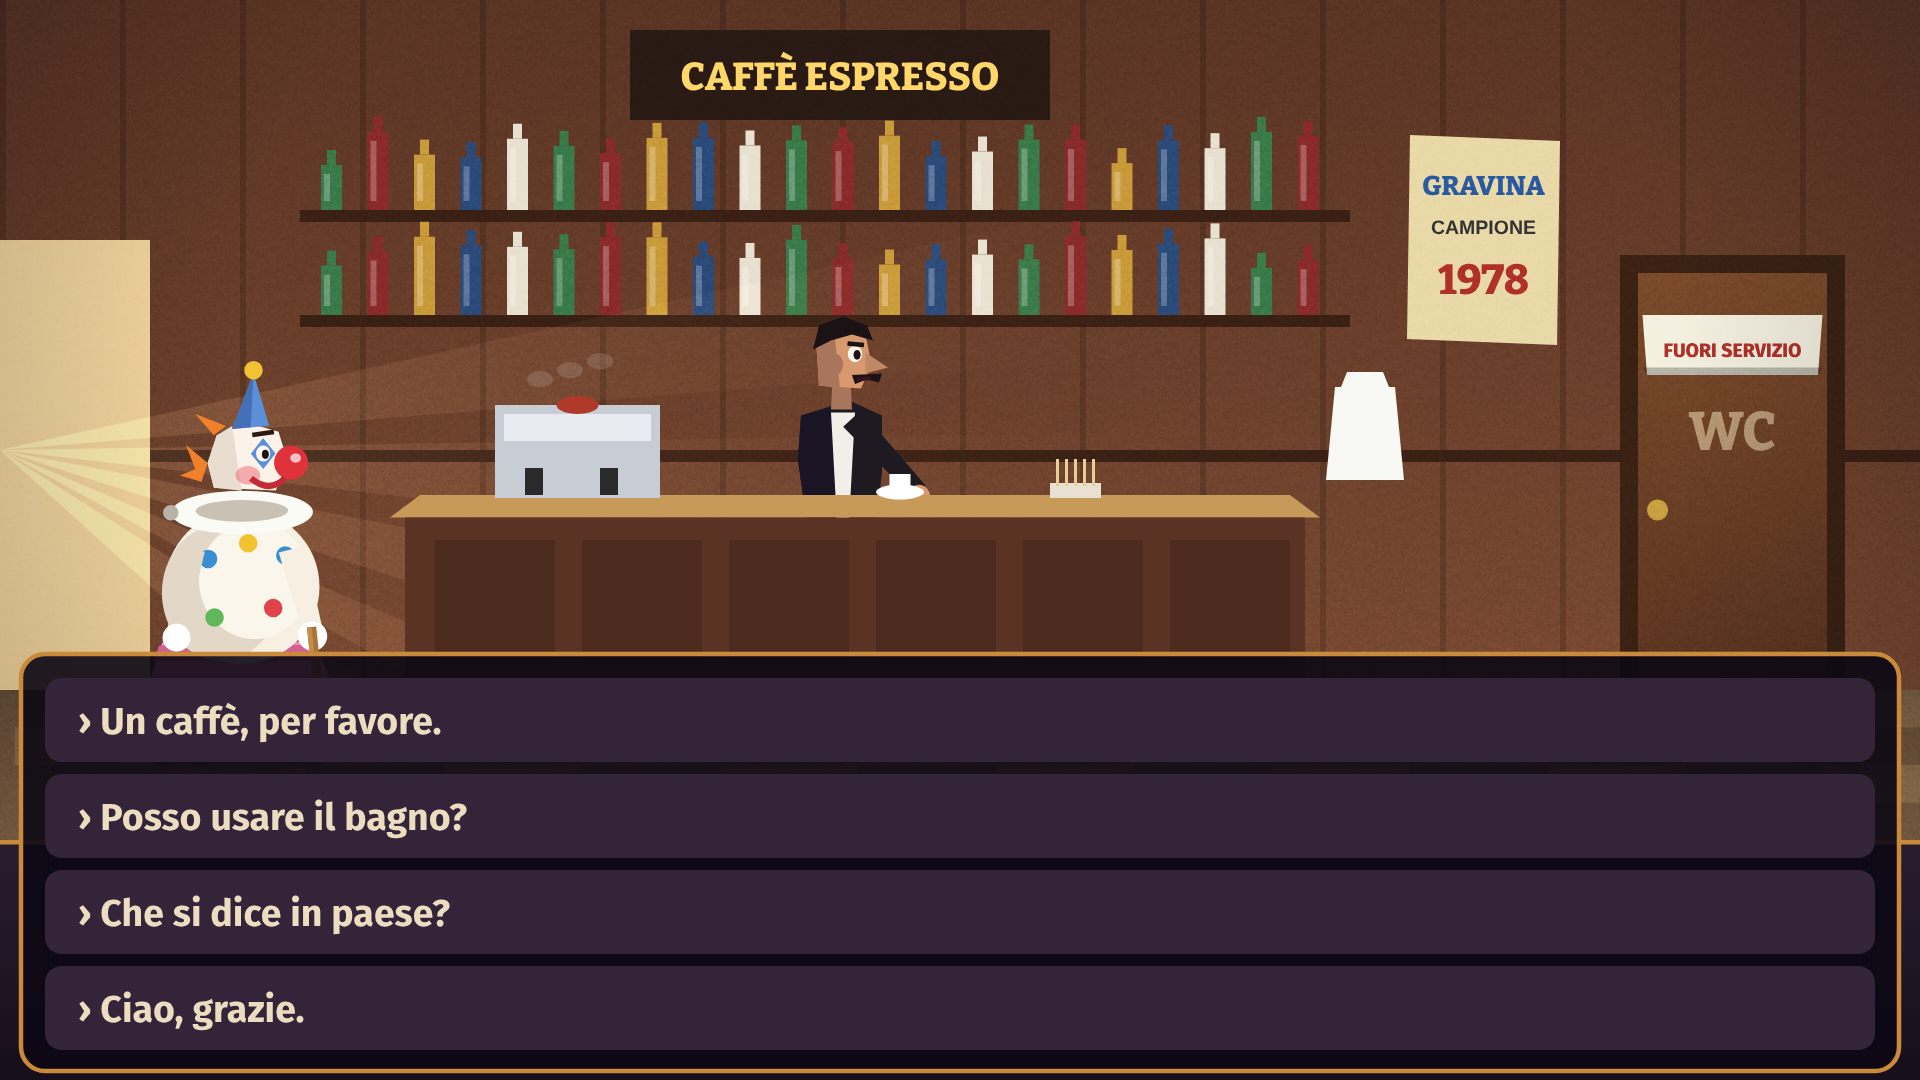 CAFFÈ ESPRESSO
GRAVINA
CAMPIONE
1978
FUORI SERVIZIO
WC
› Un caffè, per favore.
› Posso usare il bagno?
› Che si dice in paese?
› Ciao, grazie.